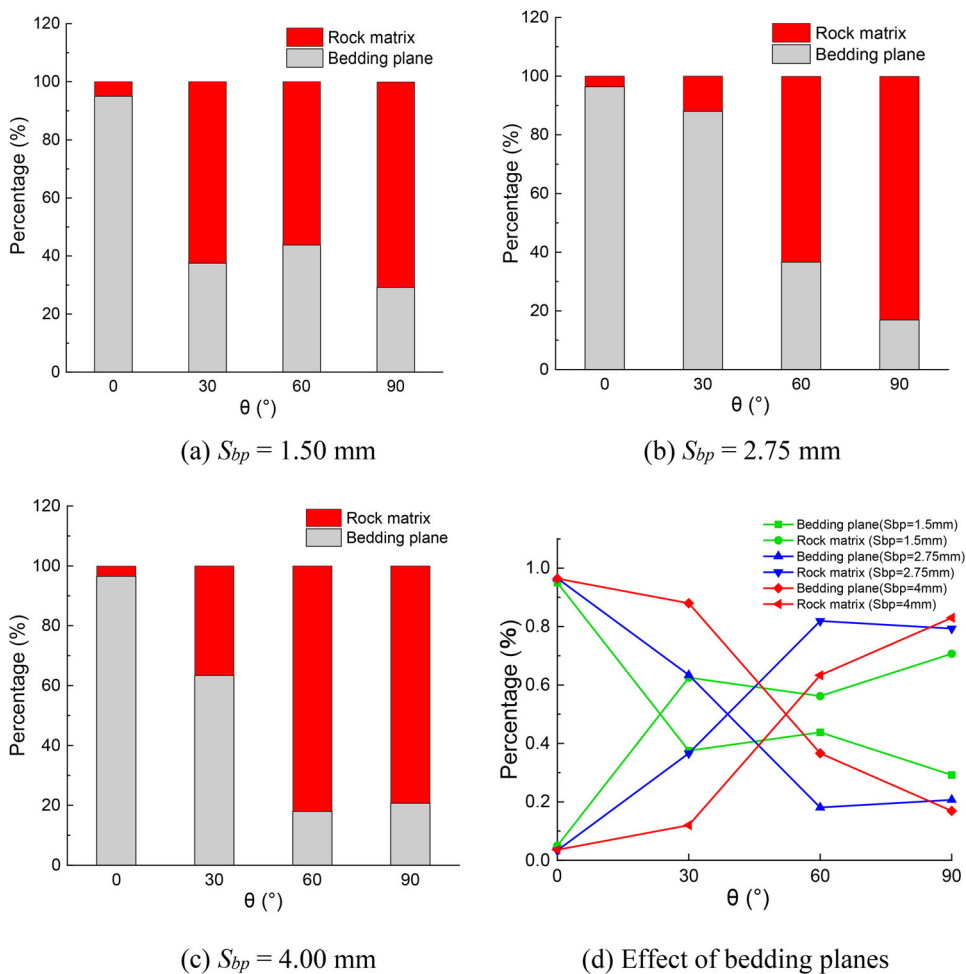 120
100
80
60
40
20
0
Percentage (%)
Rock matrix
Bedding plane
0 30 60 90
θ (°)
(a) Sbp = 1.50 mm
120
100
80
60
40
20
0
Percentage (%)
Rock matrix
Bedding plane
0 30 60 90
θ (°)
(b) Sbp = 2.75 mm
120
100
80
60
40
20
0
Percentage (%)
Rock matrix
Bedding plane
0 30 60 90
θ (°)
(c) Sbp = 4.00 mm
Bedding plane(Sbp=1.5mm)
Rock matrix (Sbp=1.5mm)
Bedding plane(Sbp=2.75mm)
Rock matrix (Sbp=2.75mm)
Bedding plane(Sbp=4mm)
Rock matrix (Sbp=4mm)
1.0
0.8
0.6
0.4
0.2
0.0
Percentage (%)
0 30 60 90
θ (°)
(d) Effect of bedding planes